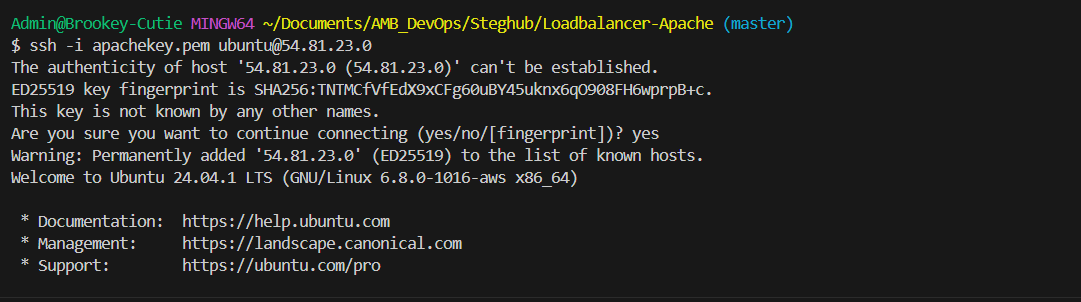 Admin@Brookey-Cutie MINGW64 ~/Documents/AMB_DevOps/Steghub/Loadbalancer-Apache (master)
$ ssh -i apachekey.pem ubuntu@54.81.23.0
The authenticity of host '54.81.23.0 (54.81.23.0)' can't be established.
ED25519 key fingerprint is SHA256:TNTMCfVfEdX9xCFg60uBY45uknx6qO908FH6wprpB+c.
This key is not known by any other names.
Are you sure you want to continue connecting (yes/no/[fingerprint])? yes
Warning: Permanently added '54.81.23.0' (ED25519) to the list of known hosts.
Welcome to Ubuntu 24.04.1 LTS (GNU/Linux 6.8.0-1016-aws x86_64)
* Documentation: https://help.ubuntu.com
* Management: https://landscape.canonical.com
* Support: https://ubuntu.com/pro